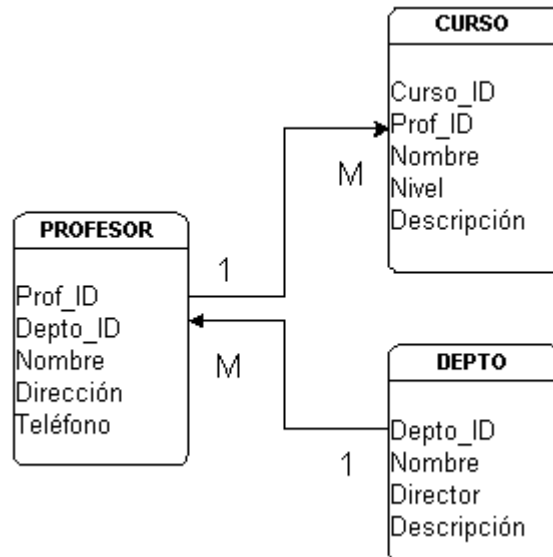 CURSO
Curso_ID
Prof_ID
Nombre
Nivel
Descripción
M
PROFESOR
Prof_ID
Depto_ID
Nombre
Dirección
Teléfono
1
M
DEPTO
Depto_ID
Nombre
Director
Descripción
1